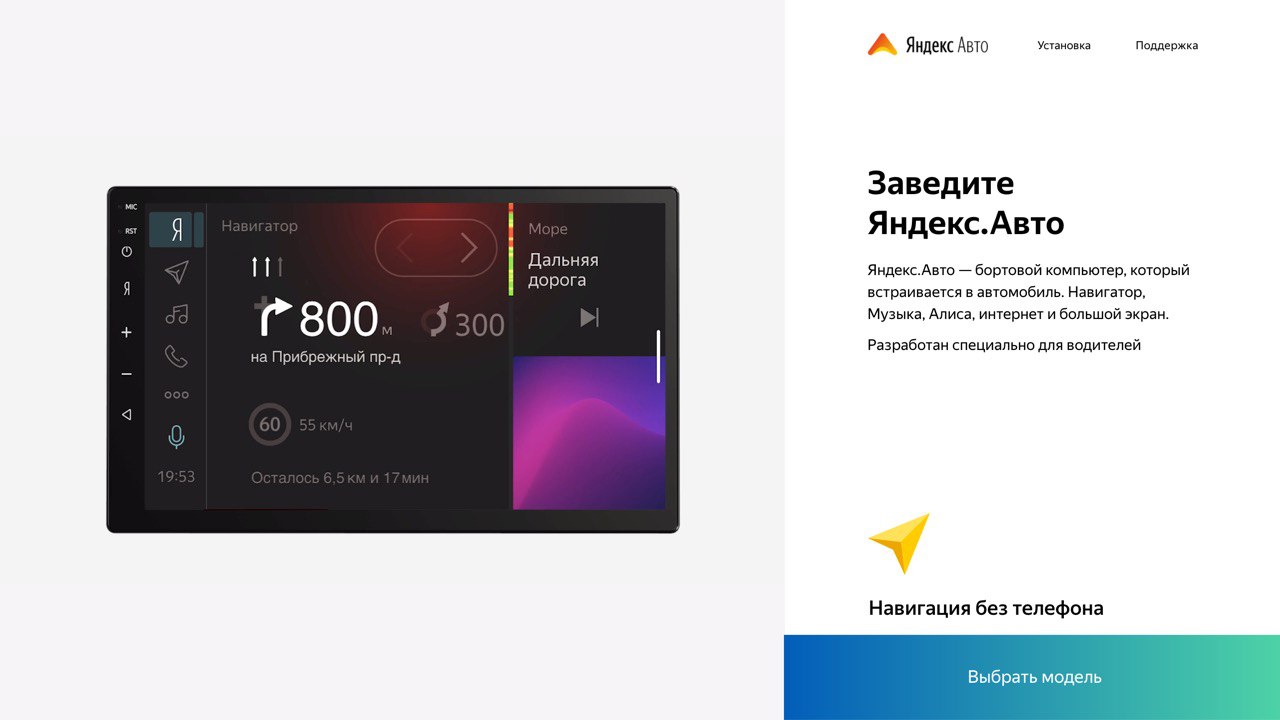 MIC
RST
Я
Я
Навигатор
800 м
300
на Прибрежный пр-д
60
55 км/ч
Осталось 6,5 км и 17 мин
19:53
Море
Дальняя
дорога
Яндекс Авто
Установка
Поддержка
Заведите
Яндекс.Авто
Яндекс.Авто — бортовой компьютер, который
встраивается в автомобиль. Навигатор,
Музыка, Алиса, интернет и большой экран.
Разработан специально для водителей
Навигация без телефона
Выбрать модель